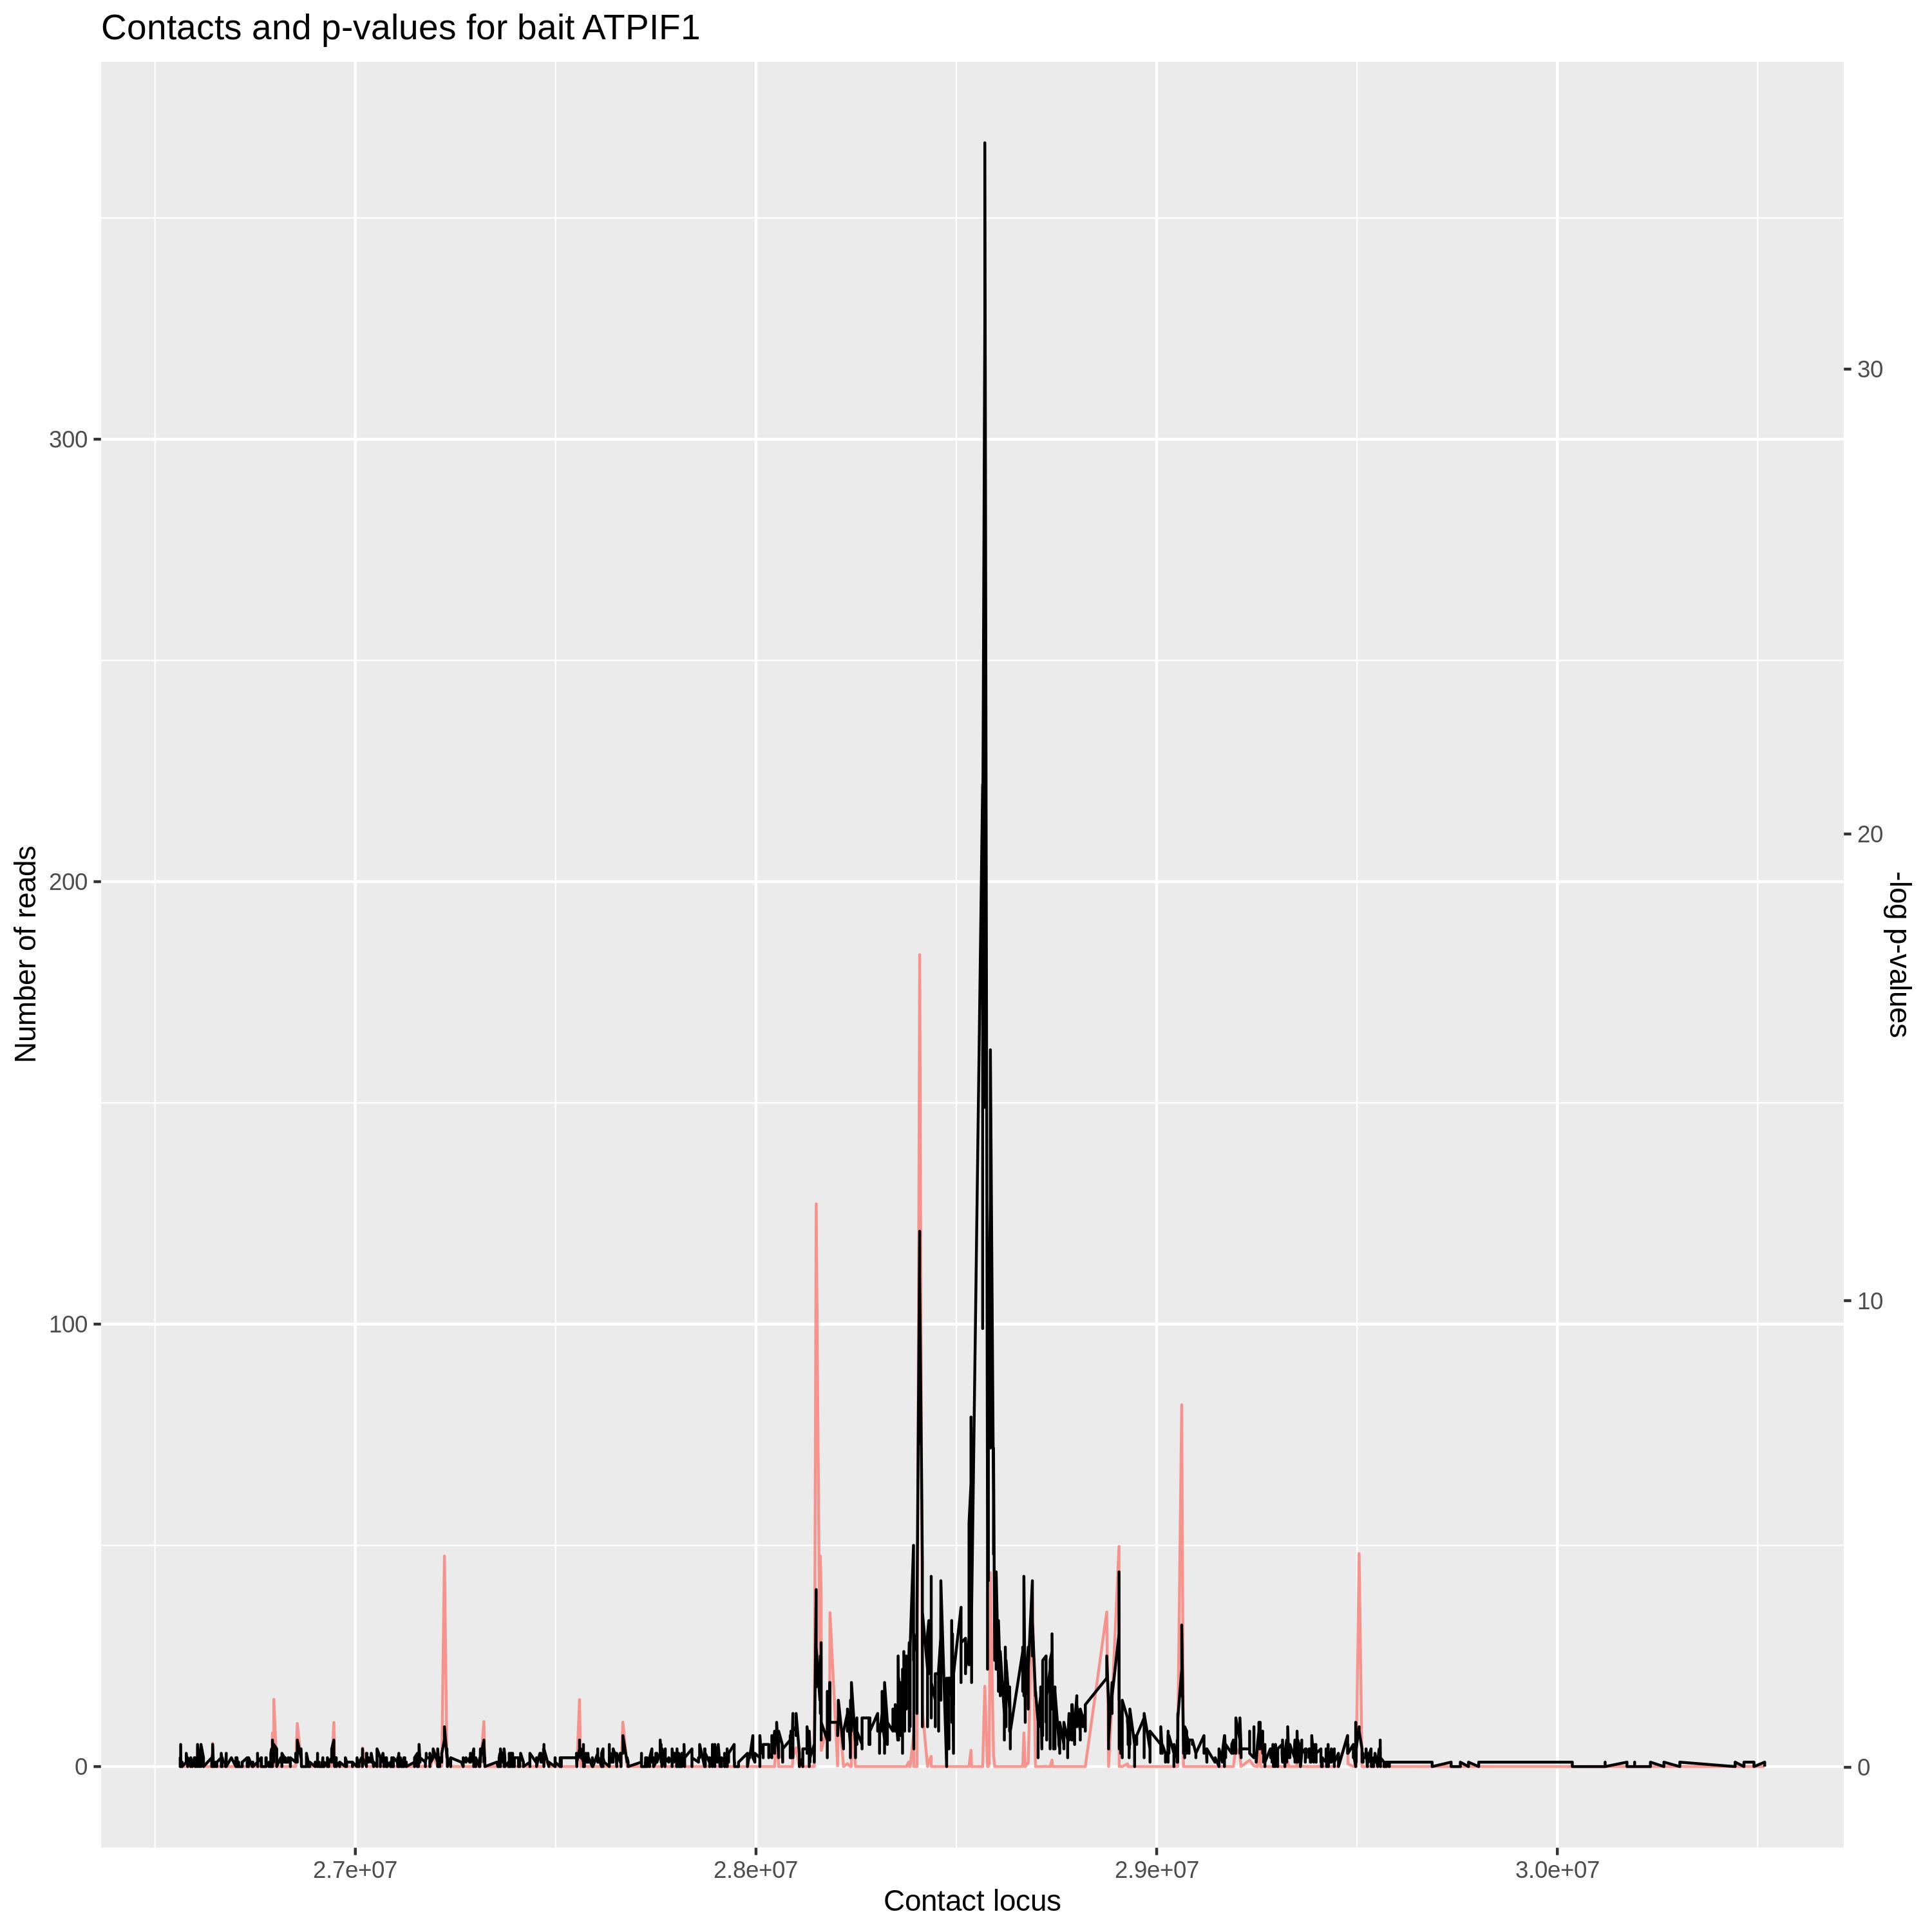 Contacts and p-values for bait ATPIF1
Number of reads
300
200
100
0
30
20
10
0
-log p-values
2.7e+07
2.8e+07
2.9e+07
3.0e+07
Contact locus